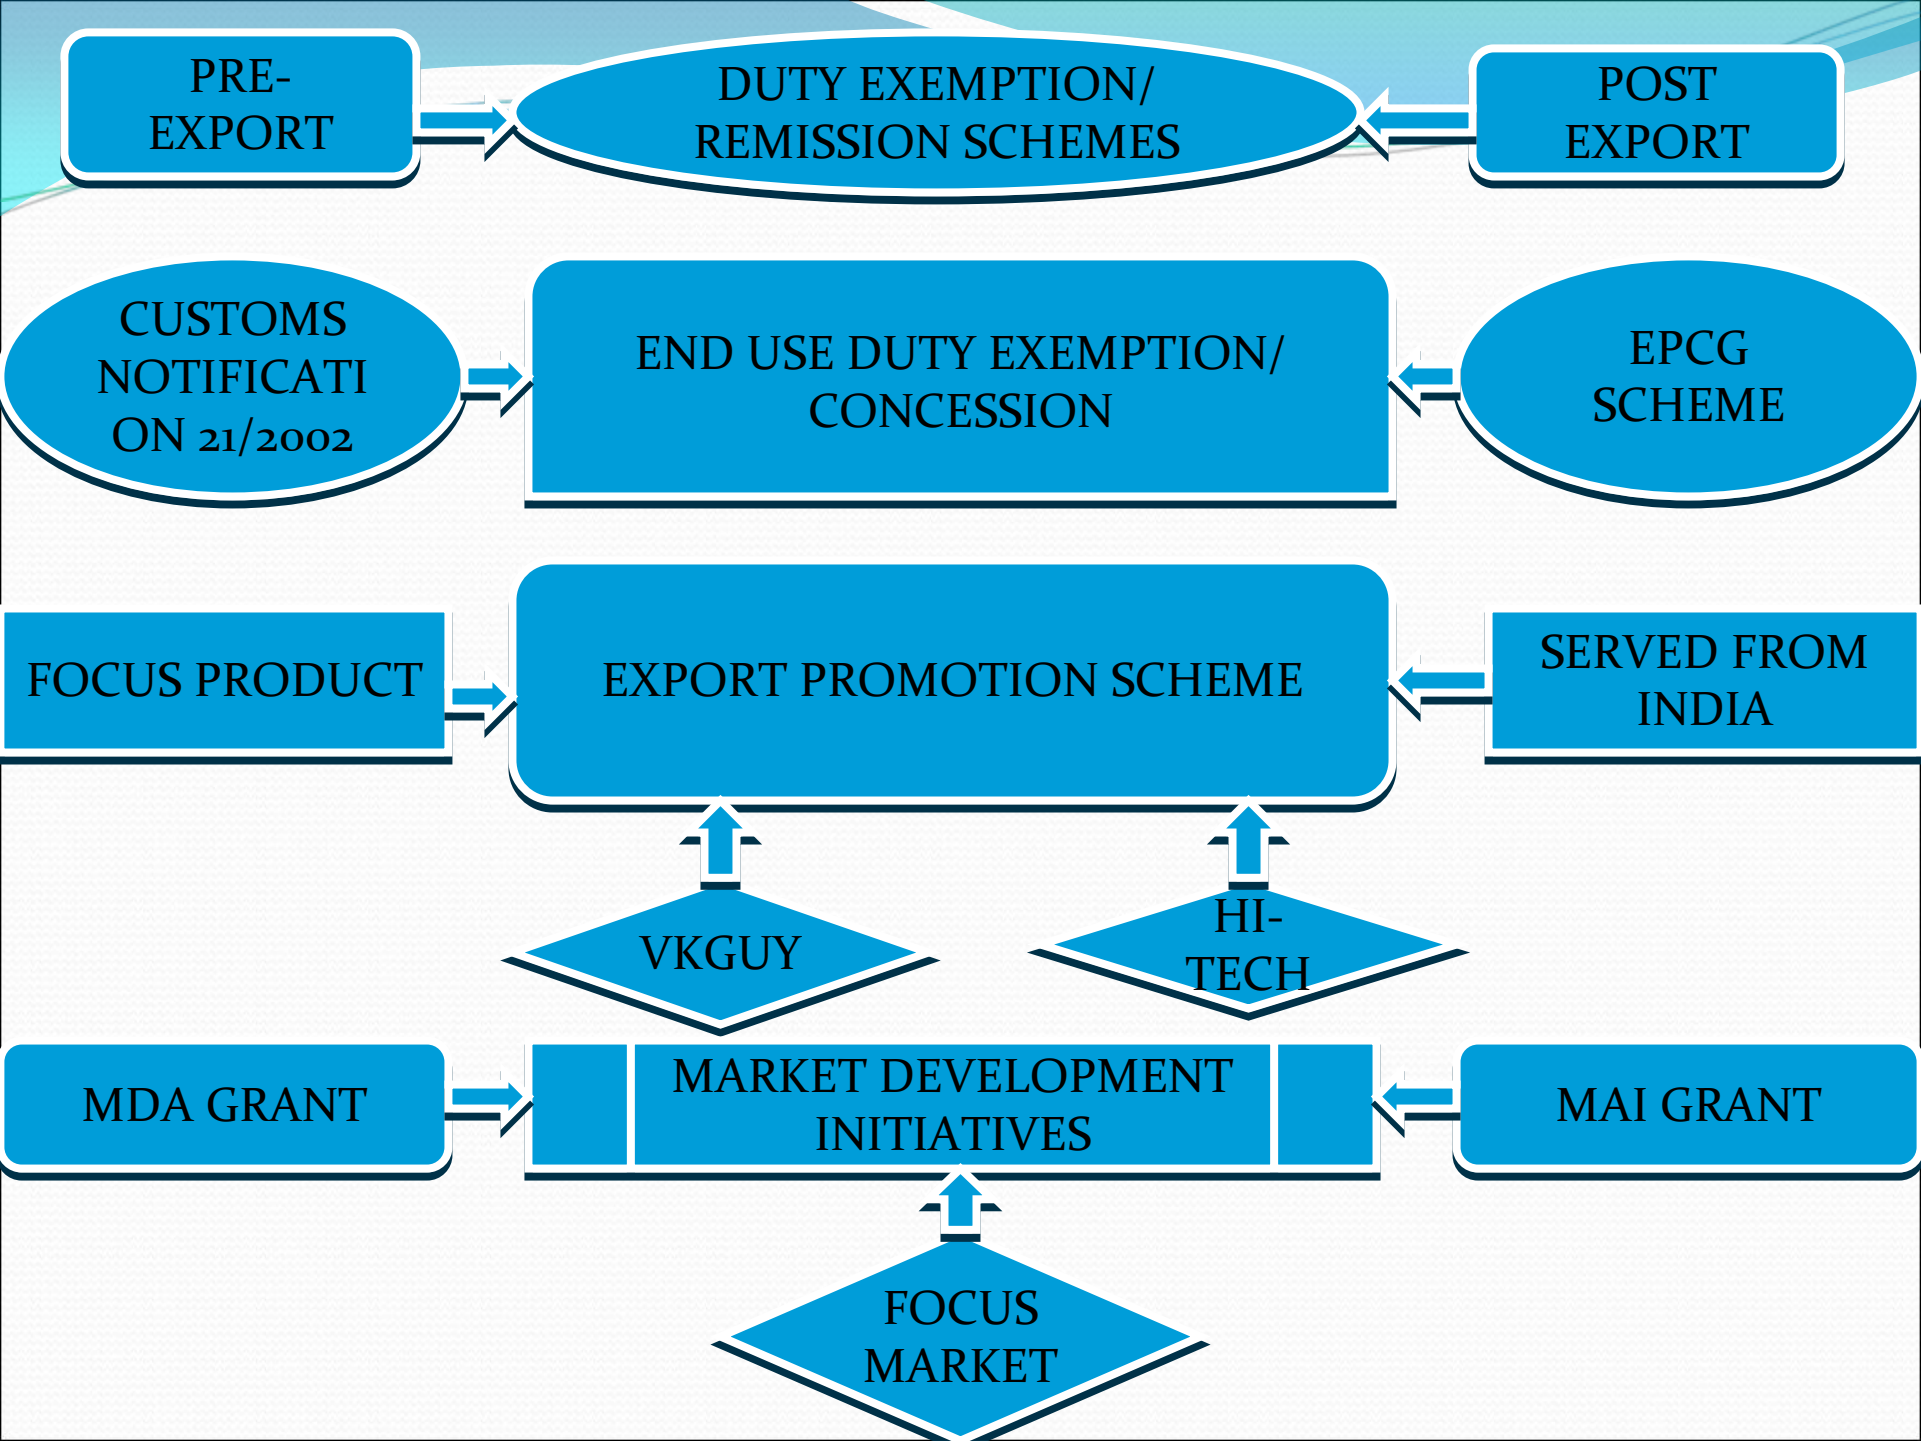 PRE-
EXPORT
DUTY EXEMPTION/
REMISSION SCHEMES
POST
EXPORT
CUSTOMS
NOTIFICATI
ON 21/2002
END USE DUTY EXEMPTION/
CONCESSION
EPCG
SCHEME
FOCUS PRODUCT
EXPORT PROMOTION SCHEME
SERVED FROM
INDIA
VKGUY
HI-
TECH
MDA GRANT
MARKET DEVELOPMENT
INITIATIVES
MAI GRANT
FOCUS
MARKET